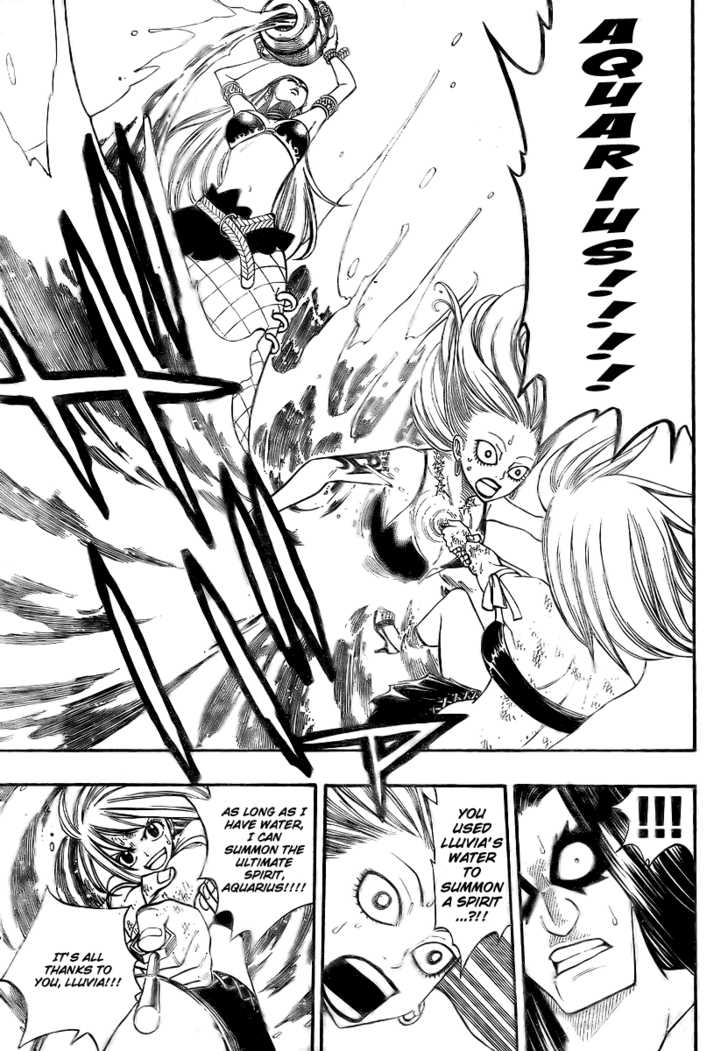 AQUARIUS!!!!
!!!
YOU
USED
LLUVIA'S
WATER
TO
SUMMON
A SPIRIT
...?!!
AS LONG AS I
HAVE WATER,
I CAN
SUMMON THE
ULTIMATE
SPIRIT,
AQUARIUS!!!!
IT'S ALL
THANKS TO
YOU, LLUVIA!!!